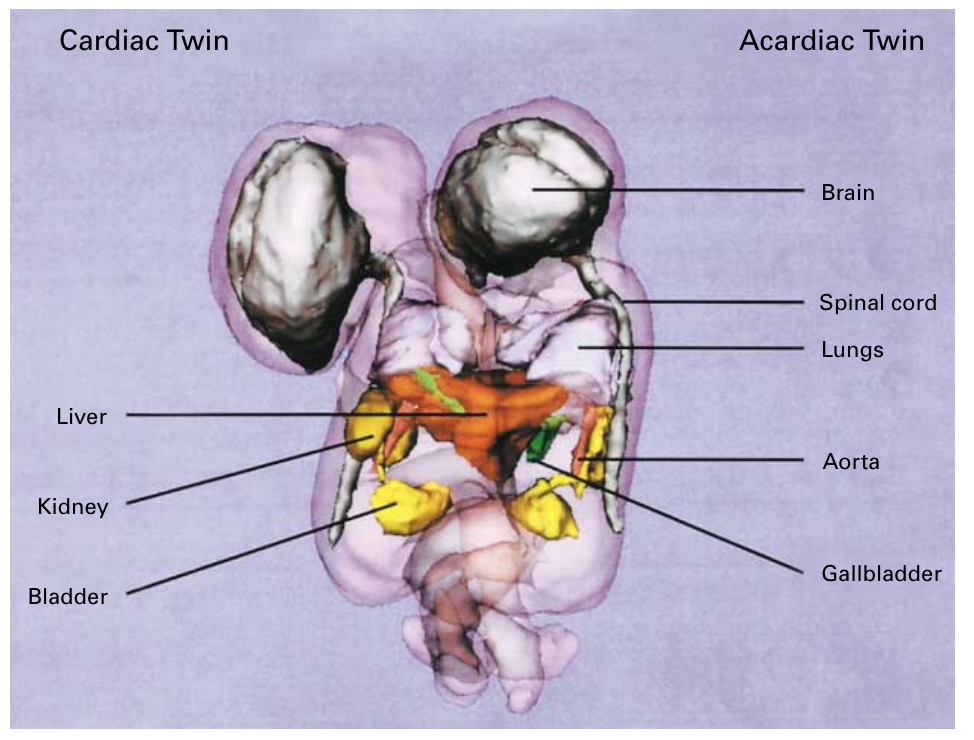 Cardiac Twin
Acardiac Twin
Brain
Spinal cord
Lungs
Liver
Aorta
Kidney
Gallbladder
Bladder